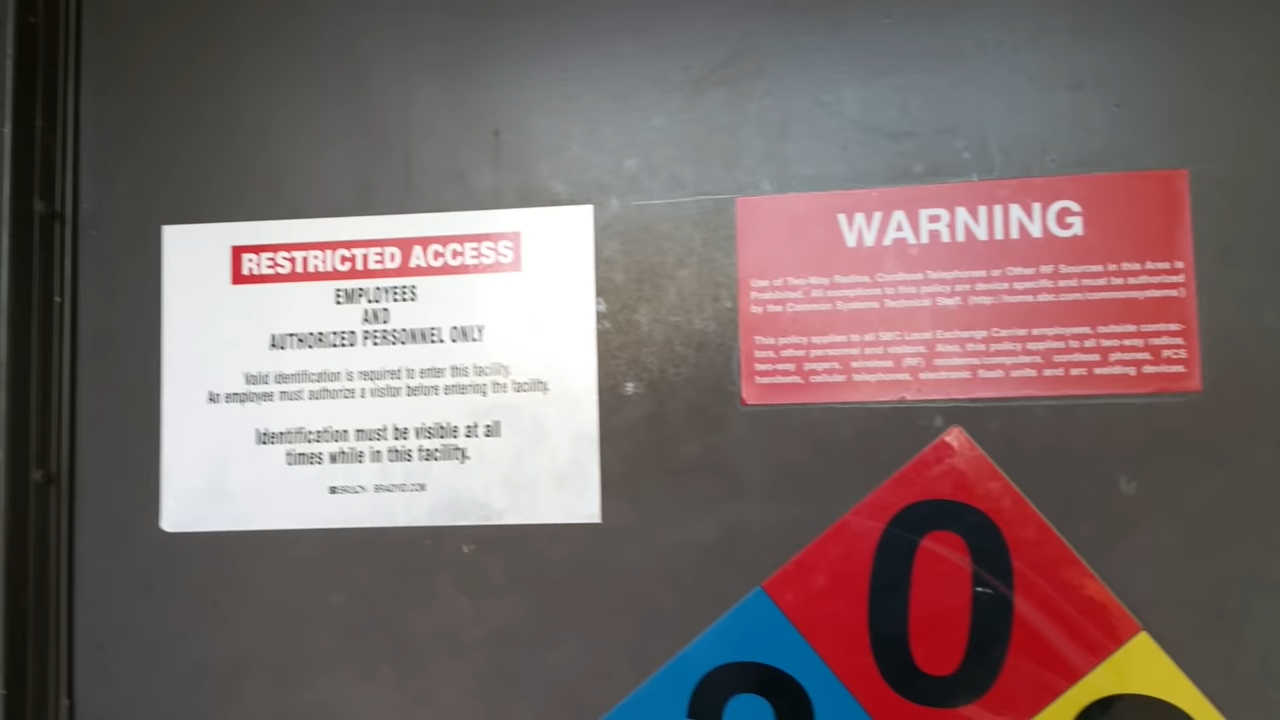 RESTRICTED ACCESS
EMPLOYEES
AND
AUTHORIZED PERSONNEL ONLY
Valid identification is required to enter this facility.
An employee must authorize a visitor before entering the facility.
Identification must be visible at all
times while in this facility.
WARNING
Use of Two-Way Radios, Cordless Telephones or Other RF Sources in this Area is
Prohibited. All exceptions to this policy are device specific and must be authorized
by the Common Systems Technical Staff. (http://home.sbc.com/commonsystems/)
This policy applies to all SBC Local Exchange Carrier employees, outside contrac-
tors, other personnel and visitors. Also, this policy applies to all two-way radios,
two-way pagers, wireless (RF) modems/computers, cordless phones, PCS
handsets, cellular telephones, electronic flash units and arc welding devices.
0